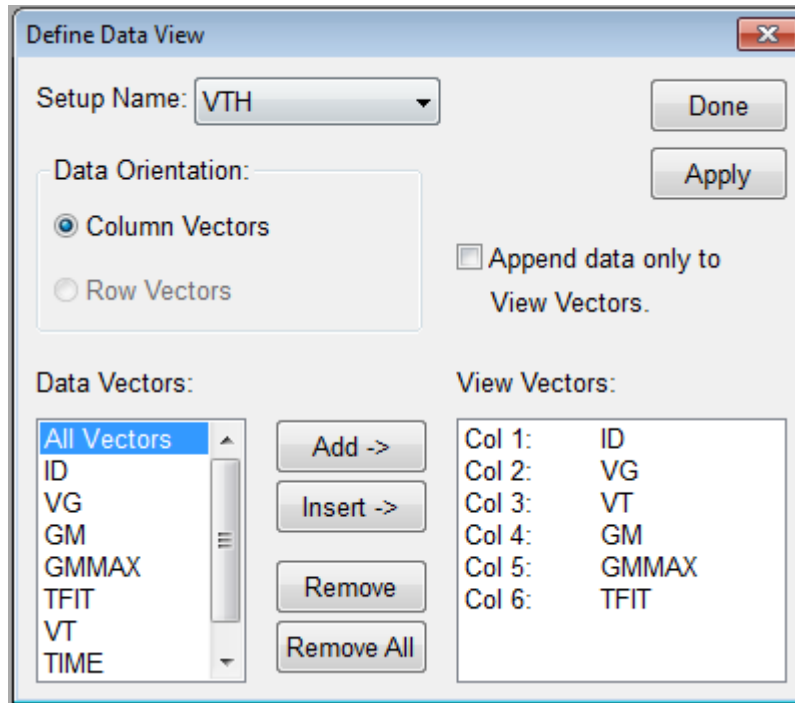 Define Data View
Setup Name: VTH
Done
Data Orientation:
Apply
Column Vectors
Row Vectors
Append data only to
View Vectors.
Data Vectors:
All Vectors
ID
VG
GM
GMMAX
TFIT
VT
TIME
Add ->
Insert ->
Remove
Remove All
View Vectors:
Col 1: ID
Col 2: VG
Col 3: VT
Col 4: GM
Col 5: GMMAX
Col 6: TFIT